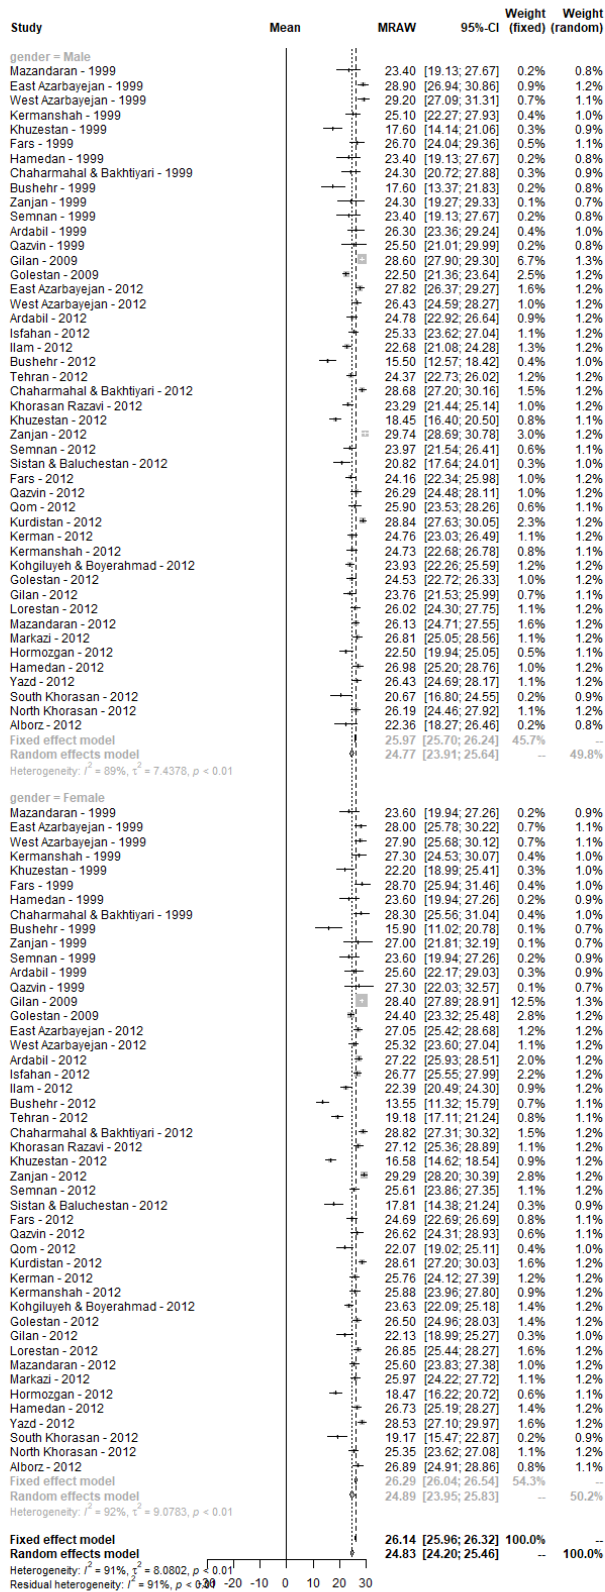 Weight Weight
Study Mean MRAW 95%-CI (fixed) (random)
gender = Male
Mazandaran - 1999 23.40 [19.13; 27.67] 0.2% 0.8%
East Azarbayejan - 1999 28.90 [26.94; 30.86] 0.9% 1.2%
West Azarbayejan - 1999 29.20 [27.09; 31.31] 0.7% 1.1%
Kermanshah - 1999 25.10 [22.27; 27.93] 0.4% 1.0%
Khuzestan - 1999 17.60 [14.14; 21.06] 0.3% 0.9%
Fars - 1999 26.70 [24.04; 29.36] 0.5% 1.1%
Hamedan - 1999 23.40 [19.13; 27.67] 0.2% 0.8%
Chaharmahal & Bakhtiyari - 1999 24.30 [20.72; 27.88] 0.3% 0.9%
Bushehr - 1999 17.60 [13.37; 21.83] 0.2% 0.8%
Zanjan - 1999 24.30 [19.27; 29.33] 0.1% 0.7%
Semnan - 1999 23.40 [19.13; 27.67] 0.2% 0.8%
Ardabil - 1999 26.30 [23.36; 29.24] 0.4% 1.0%
Qazvin - 1999 25.50 [21.01; 29.99] 0.2% 0.8%
Gilan - 2009 28.60 [27.90; 29.30] 6.7% 1.3%
Golestan - 2009 22.50 [21.36; 23.64] 2.5% 1.2%
East Azarbayejan - 2012 27.82 [26.37; 29.27] 1.6% 1.2%
West Azarbayejan - 2012 26.43 [24.59; 28.27] 1.0% 1.2%
Ardabil - 2012 24.78 [22.92; 26.64] 0.9% 1.2%
Isfahan - 2012 25.33 [23.62; 27.04] 1.1% 1.2%
Ilam - 2012 22.68 [21.08; 24.28] 1.3% 1.2%
Bushehr - 2012 15.50 [12.57; 18.42] 0.4% 1.0%
Tehran - 2012 24.37 [22.73; 26.02] 1.2% 1.2%
Chaharmahal & Bakhtiyari - 2012 28.68 [27.20; 30.16] 1.5% 1.2%
Khorasan Razavi - 2012 23.29 [21.44; 25.14] 1.0% 1.2%
Khuzestan - 2012 18.45 [16.40; 20.50] 0.8% 1.1%
Zanjan - 2012 29.74 [28.69; 30.78] 3.0% 1.2%
Semnan - 2012 23.97 [21.54; 26.41] 0.6% 1.1%
Sistan & Baluchestan - 2012 20.82 [17.64; 24.01] 0.3% 1.0%
Fars - 2012 24.16 [22.34; 25.98] 1.0% 1.2%
Qazvin - 2012 26.29 [24.48; 28.11] 1.0% 1.2%
Qom - 2012 25.90 [23.53; 28.26] 0.6% 1.1%
Kurdistan - 2012 28.84 [27.63; 30.05] 2.3% 1.2%
Kerman - 2012 24.76 [23.03; 26.49] 1.1% 1.2%
Kermanshah - 2012 24.73 [22.68; 26.78] 0.8% 1.1%
Kohgiluyeh & Boyerahmad - 2012 23.93 [22.26; 25.59] 1.2% 1.2%
Golestan - 2012 24.53 [22.72; 26.33] 1.0% 1.2%
Gilan - 2012 23.76 [21.53; 25.99] 0.7% 1.1%
Lorestan - 2012 26.02 [24.30; 27.75] 1.1% 1.2%
Mazandaran - 2012 26.13 [24.71; 27.55] 1.6% 1.2%
Markazi - 2012 26.81 [25.05; 28.56] 1.1% 1.2%
Hormozgan - 2012 22.50 [19.94; 25.05] 0.5% 1.1%
Hamedan - 2012 26.98 [25.20; 28.76] 1.0% 1.2%
Yazd - 2012 26.43 [24.69; 28.17] 1.1% 1.2%
South Khorasan - 2012 20.67 [16.80; 24.55] 0.2% 0.9%
North Khorasan - 2012 26.19 [24.46; 27.92] 1.1% 1.2%
Alborz - 2012 22.36 [18.27; 26.46] 0.2% 0.8%
Fixed effect model 25.97 [25.70; 26.24] 45.7% --
Random effects model 24.77 [23.91; 25.64] -- 49.8%
Heterogeneity: I² = 89%, τ² = 7.4378, p < 0.01
gender = Female
Mazandaran - 1999 23.60 [19.94; 27.26] 0.2% 0.9%
East Azarbayejan - 1999 28.00 [25.78; 30.22] 0.7% 1.1%
West Azarbayejan - 1999 27.90 [25.68; 30.12] 0.7% 1.1%
Kermanshah - 1999 27.30 [24.53; 30.07] 0.4% 1.0%
Khuzestan - 1999 22.20 [18.99; 25.41] 0.3% 1.0%
Fars - 1999 28.70 [25.94; 31.46] 0.4% 1.0%
Hamedan - 1999 23.60 [19.94; 27.26] 0.2% 0.9%
Chaharmahal & Bakhtiyari - 1999 28.30 [25.56; 31.04] 0.4% 1.0%
Bushehr - 1999 15.90 [11.02; 20.78] 0.1% 0.7%
Zanjan - 1999 27.00 [21.81; 32.19] 0.1% 0.7%
Semnan - 1999 23.60 [19.94; 27.26] 0.2% 0.9%
Ardabil - 1999 25.60 [22.17; 29.03] 0.2% 0.9%
Qazvin - 1999 27.30 [22.03; 32.57] 0.1% 0.7%
Gilan - 2009 28.40 [27.89; 28.91] 12.5% 1.3%
Golestan - 2009 24.40 [23.32; 25.48] 2.8% 1.2%
East Azarbayejan - 2012 27.05 [25.42; 28.68] 1.2% 1.2%
West Azarbayejan - 2012 25.32 [23.60; 27.04] 1.1% 1.2%
Ardabil - 2012 27.22 [25.93; 28.51] 2.0% 1.2%
Isfahan - 2012 26.77 [25.55; 27.99] 2.2% 1.2%
Ilam - 2012 22.39 [20.49; 24.30] 0.9% 1.2%
Bushehr - 2012 13.55 [11.32; 15.79] 0.7% 1.1%
Tehran - 2012 19.18 [17.11; 21.24] 0.8% 1.1%
Chaharmahal & Bakhtiyari - 2012 28.82 [27.31; 30.32] 1.5% 1.2%
Khorasan Razavi - 2012 27.12 [25.36; 28.89] 1.1% 1.2%
Khuzestan - 2012 16.58 [14.62; 18.54] 0.9% 1.2%
Zanjan - 2012 29.29 [28.20; 30.39] 2.8% 1.2%
Semnan - 2012 25.61 [23.86; 27.35] 1.1% 1.2%
Sistan & Baluchestan - 2012 17.81 [14.38; 21.24] 0.3% 0.9%
Fars - 2012 24.69 [22.69; 26.69] 0.8% 1.1%
Qazvin - 2012 26.62 [24.31; 28.93] 0.6% 1.1%
Qom - 2012 22.07 [19.02; 25.11] 0.4% 1.0%
Kurdistan - 2012 28.61 [27.20; 30.03] 1.6% 1.2%
Kerman - 2012 25.76 [24.12; 27.39] 1.2% 1.2%
Kermanshah - 2012 25.88 [23.96; 27.80] 0.9% 1.2%
Kohgiluyeh & Boyerahmad - 2012 23.63 [22.09; 25.18] 1.4% 1.2%
Golestan - 2012 26.50 [24.96; 28.03] 1.4% 1.2%
Gilan - 2012 22.13 [18.99; 25.27] 0.3% 1.0%
Lorestan - 2012 26.85 [25.44; 28.27] 1.6% 1.2%
Mazandaran - 2012 25.60 [23.83; 27.38] 1.1% 1.2%
Markazi - 2012 25.97 [24.22; 27.72] 1.1% 1.2%
Hormozgan - 2012 18.47 [16.22; 20.72] 0.6% 1.1%
Hamedan - 2012 26.73 [25.19; 28.27] 1.4% 1.2%
Yazd - 2012 28.53 [27.10; 29.97] 1.6% 1.2%
South Khorasan - 2012 19.17 [15.47; 22.87] 0.2% 0.9%
North Khorasan - 2012 25.35 [23.62; 27.08] 1.1% 1.2%
Alborz - 2012 26.89 [24.91; 28.86] 0.8% 1.1%
Fixed effect model 26.29 [26.04; 26.54] 54.3% --
Random effects model 24.89 [23.95; 25.83] -- 50.2%
Heterogeneity: I² = 92%, τ² = 9.0783, p < 0.01
Fixed effect model 26.14 [25.96; 26.32] 100.0% --
Random effects model 24.83 [24.20; 25.46] -- 100.0%
Heterogeneity: I² = 91%, τ² = 8.0802, p < 0.01
Residual heterogeneity: I² = 91%, p < 0.01
-20 -10 0 10 20 30